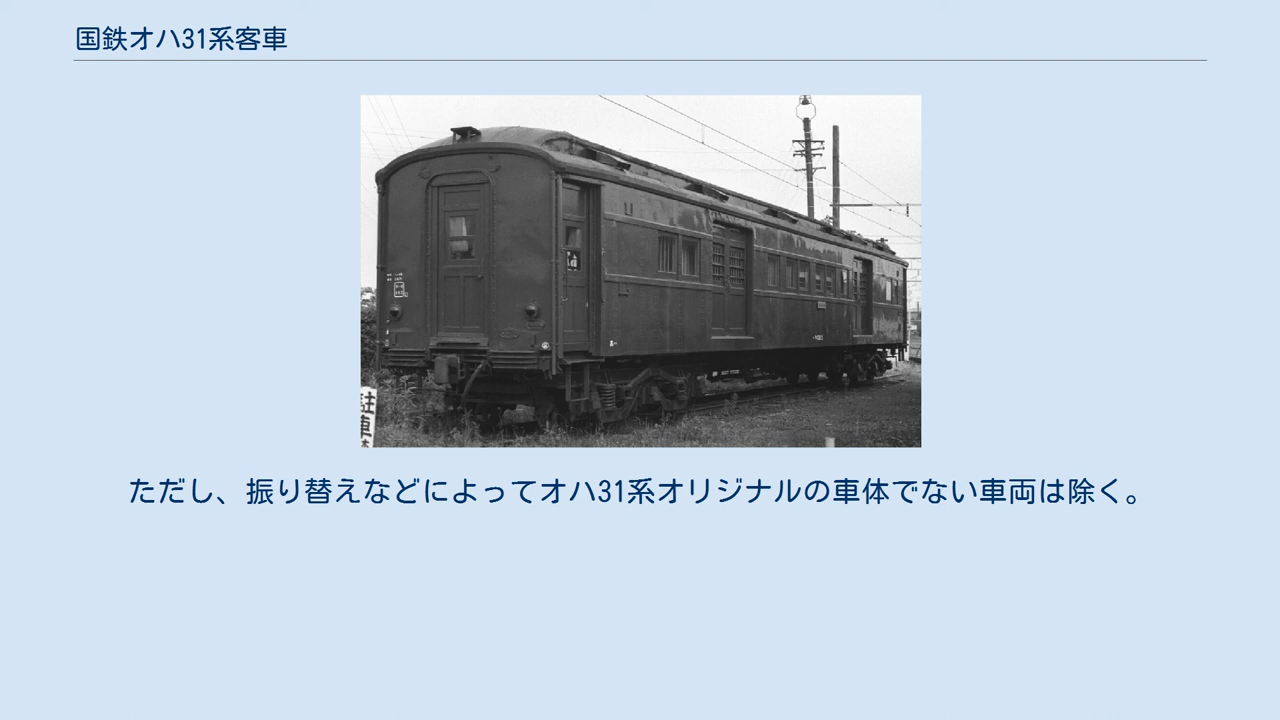 国鉄オハ31系客車
駐車
ただし、振り替えなどによってオハ31系オリジナルの車体でない車両は除く。